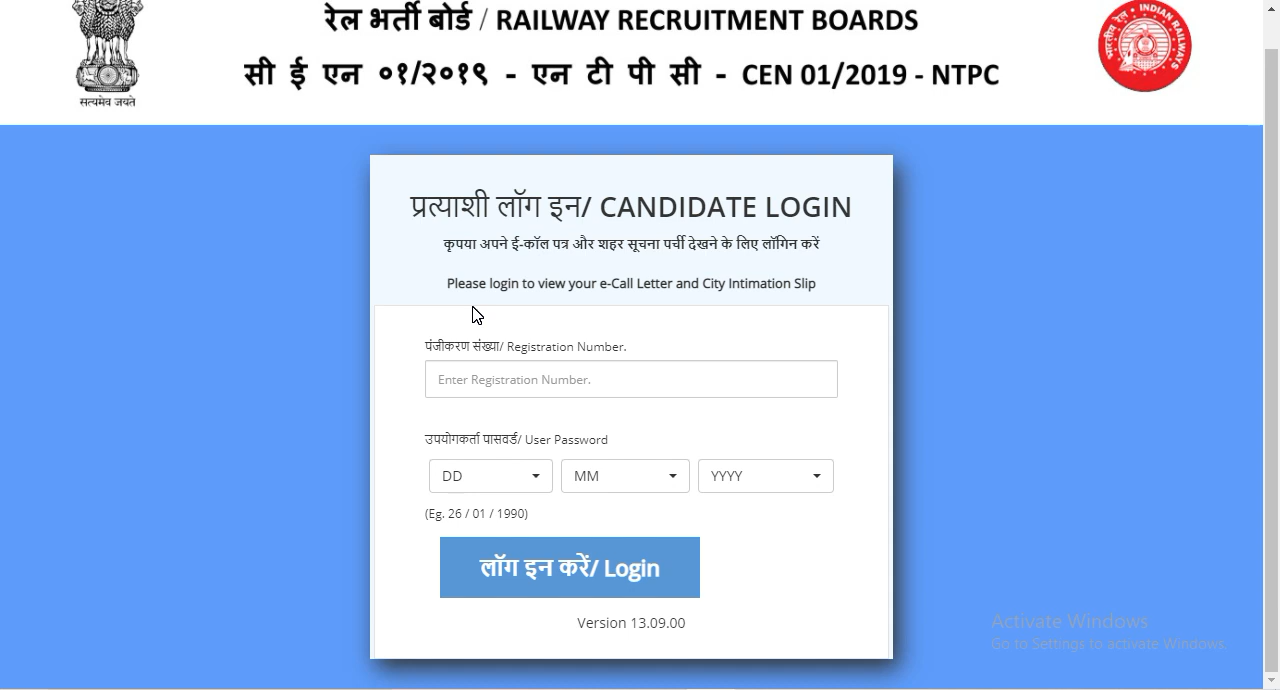 रेल भर्ती बोर्ड / RAILWAY RECRUITMENT BOARDS
सी ई एन ०१/२०१९ - एन टी पी सी - CEN 01/2019 - NTPC
सत्यमेव जयते
भारतीय रेल INDIAN RAILWAYS
प्रत्याशी लॉग इन/ CANDIDATE LOGIN
कृपया अपने ई-कॉल पत्र और शहर सूचना पर्ची देखने के लिए लॉगिन करें
Please login to view your e-Call Letter and City Intimation Slip
पंजीकरण संख्या/ Registration Number.
Enter Registration Number.
उपयोगकर्ता पासवर्ड/ User Password
DD MM YYYY
(Eg. 26 / 01 / 1990)
लॉग इन करें/ Login
Version 13.09.00
Activate Windows
Go to Settings to activate Windows.